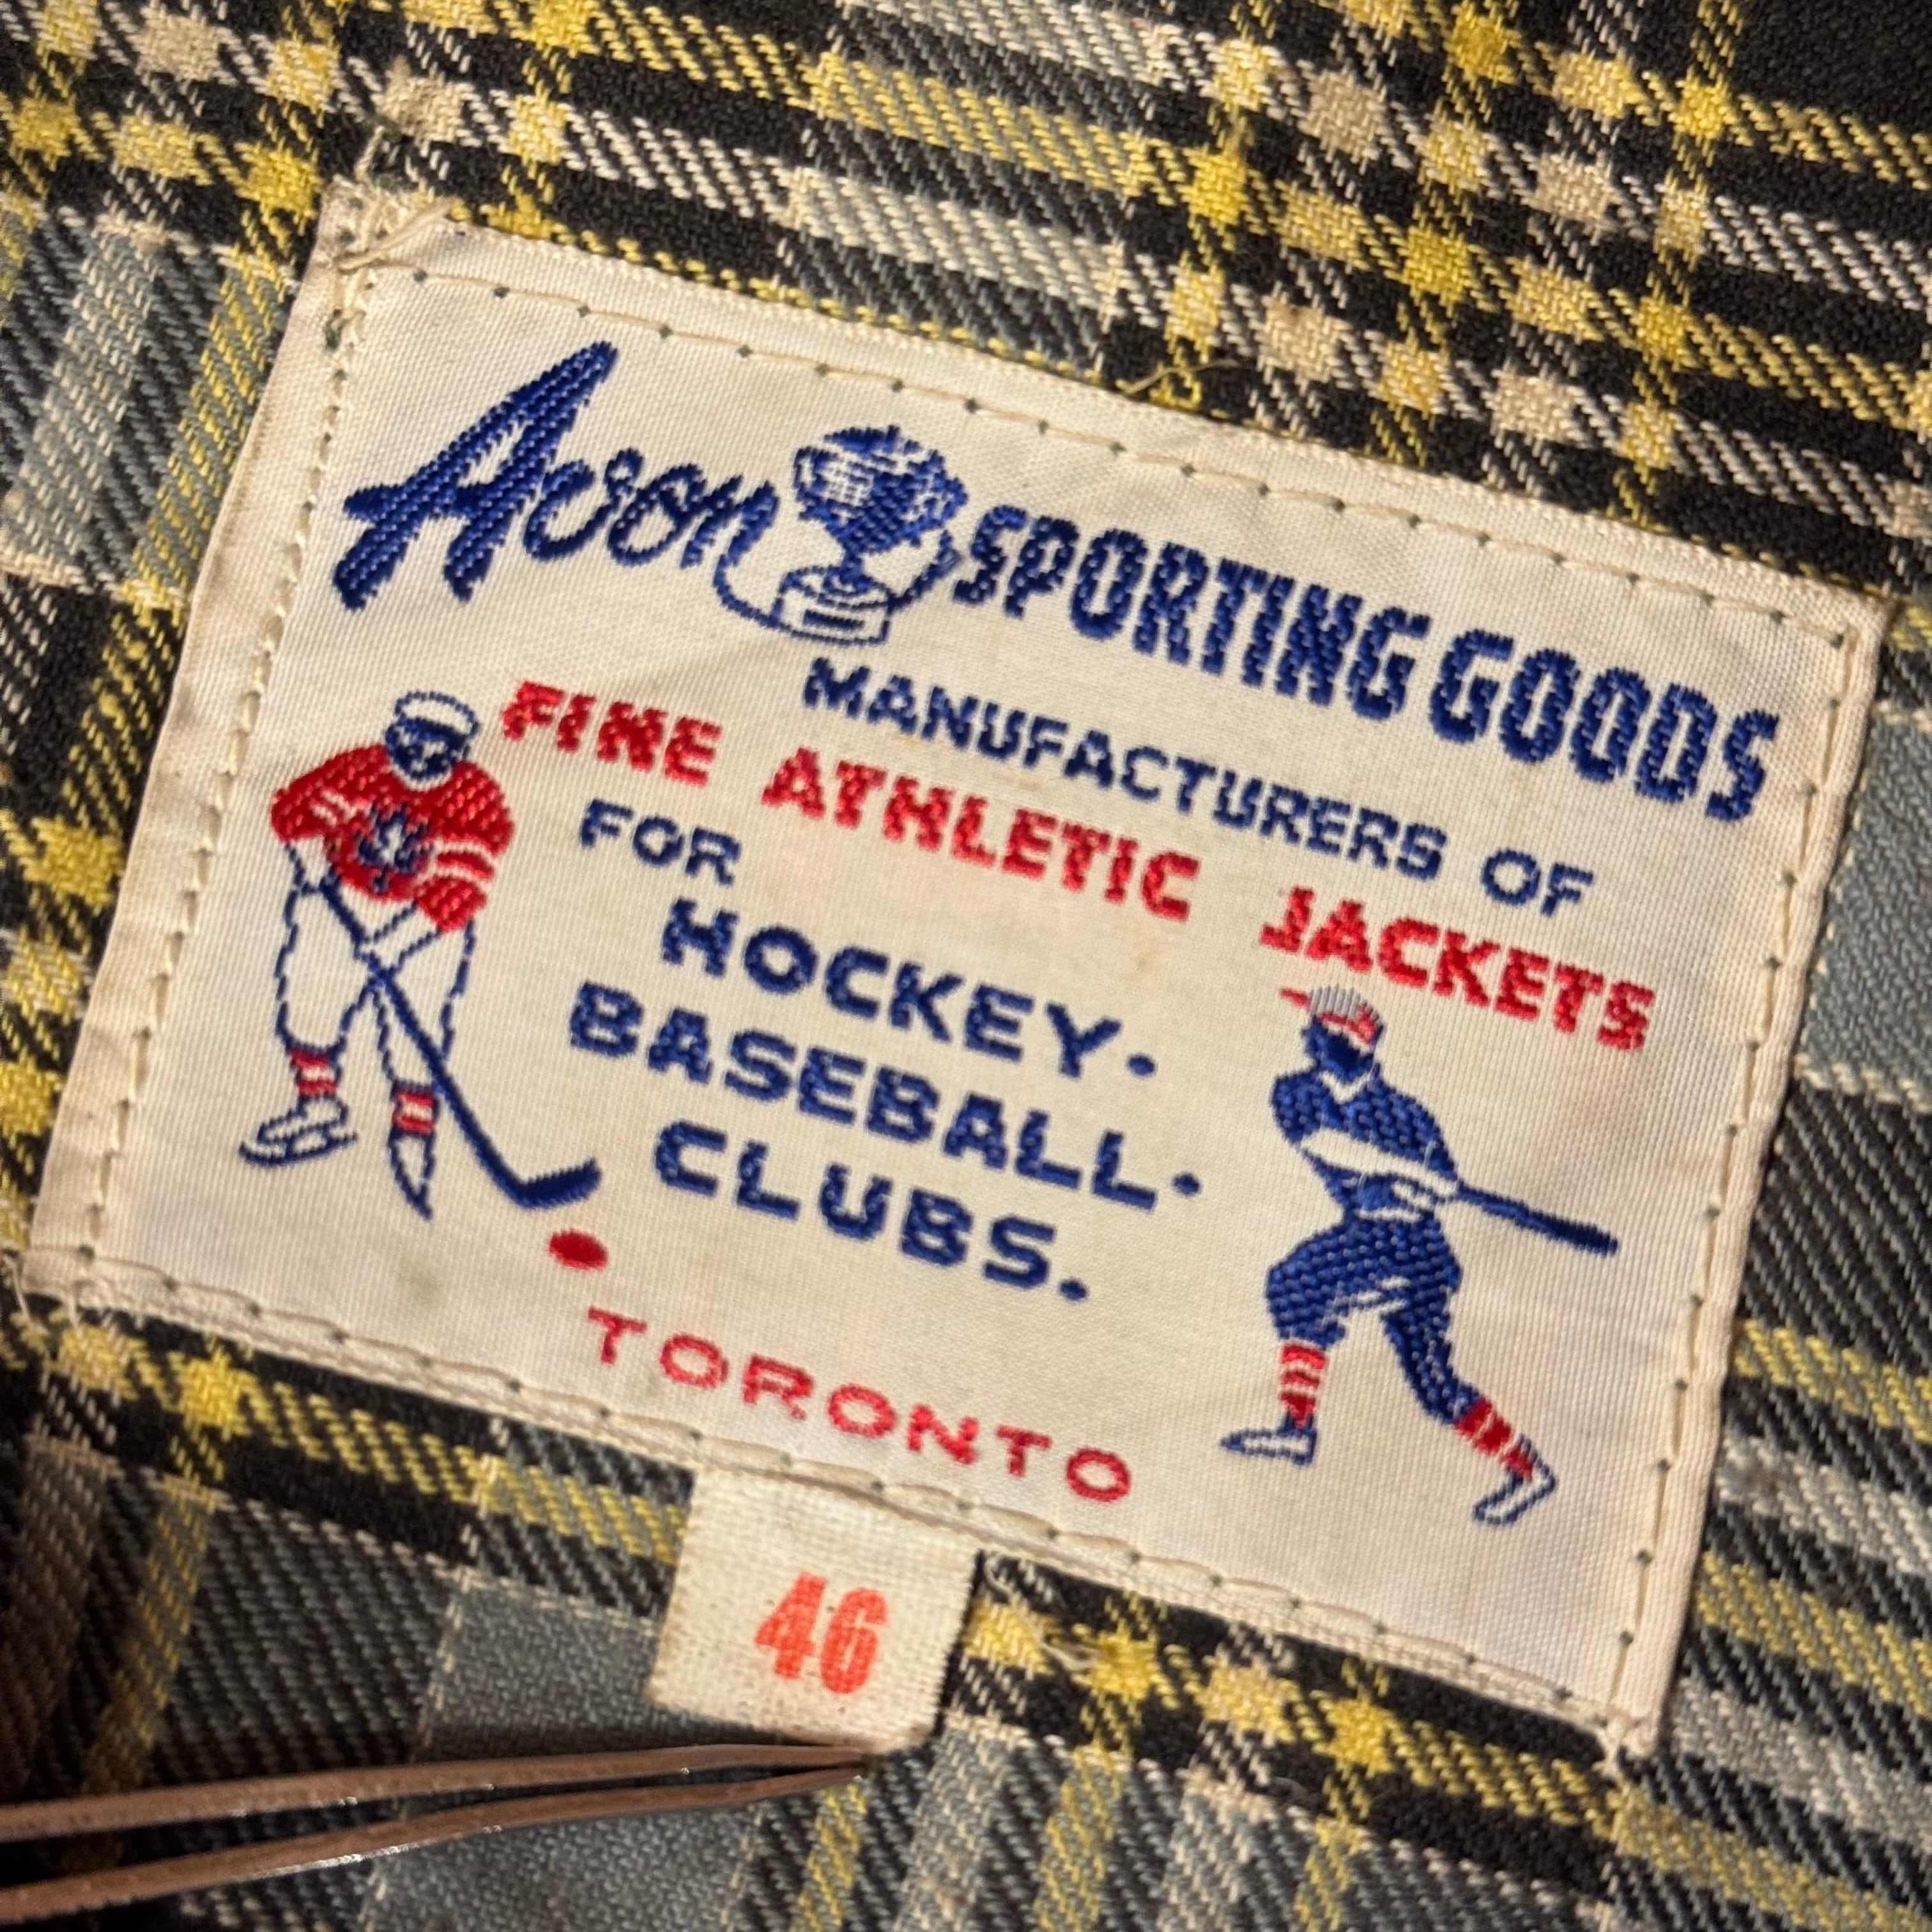 Avon SPORTING GOODS
MANUFACTURERS OF
FINE ATHLETIC JACKETS
FOR
HOCKEY.
BASEBALL.
CLUBS.
TORONTO
46